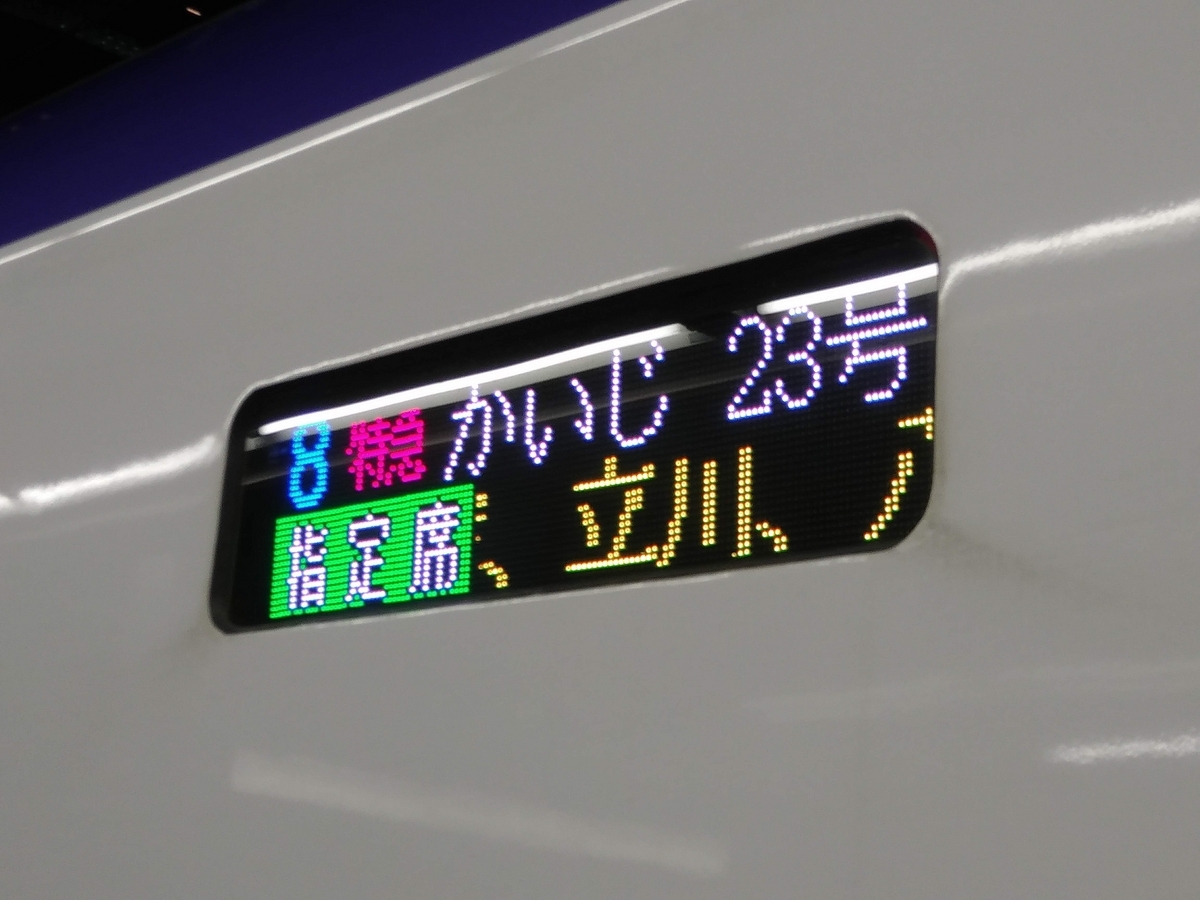 8 特急 かいじ 23号
指定席 立川